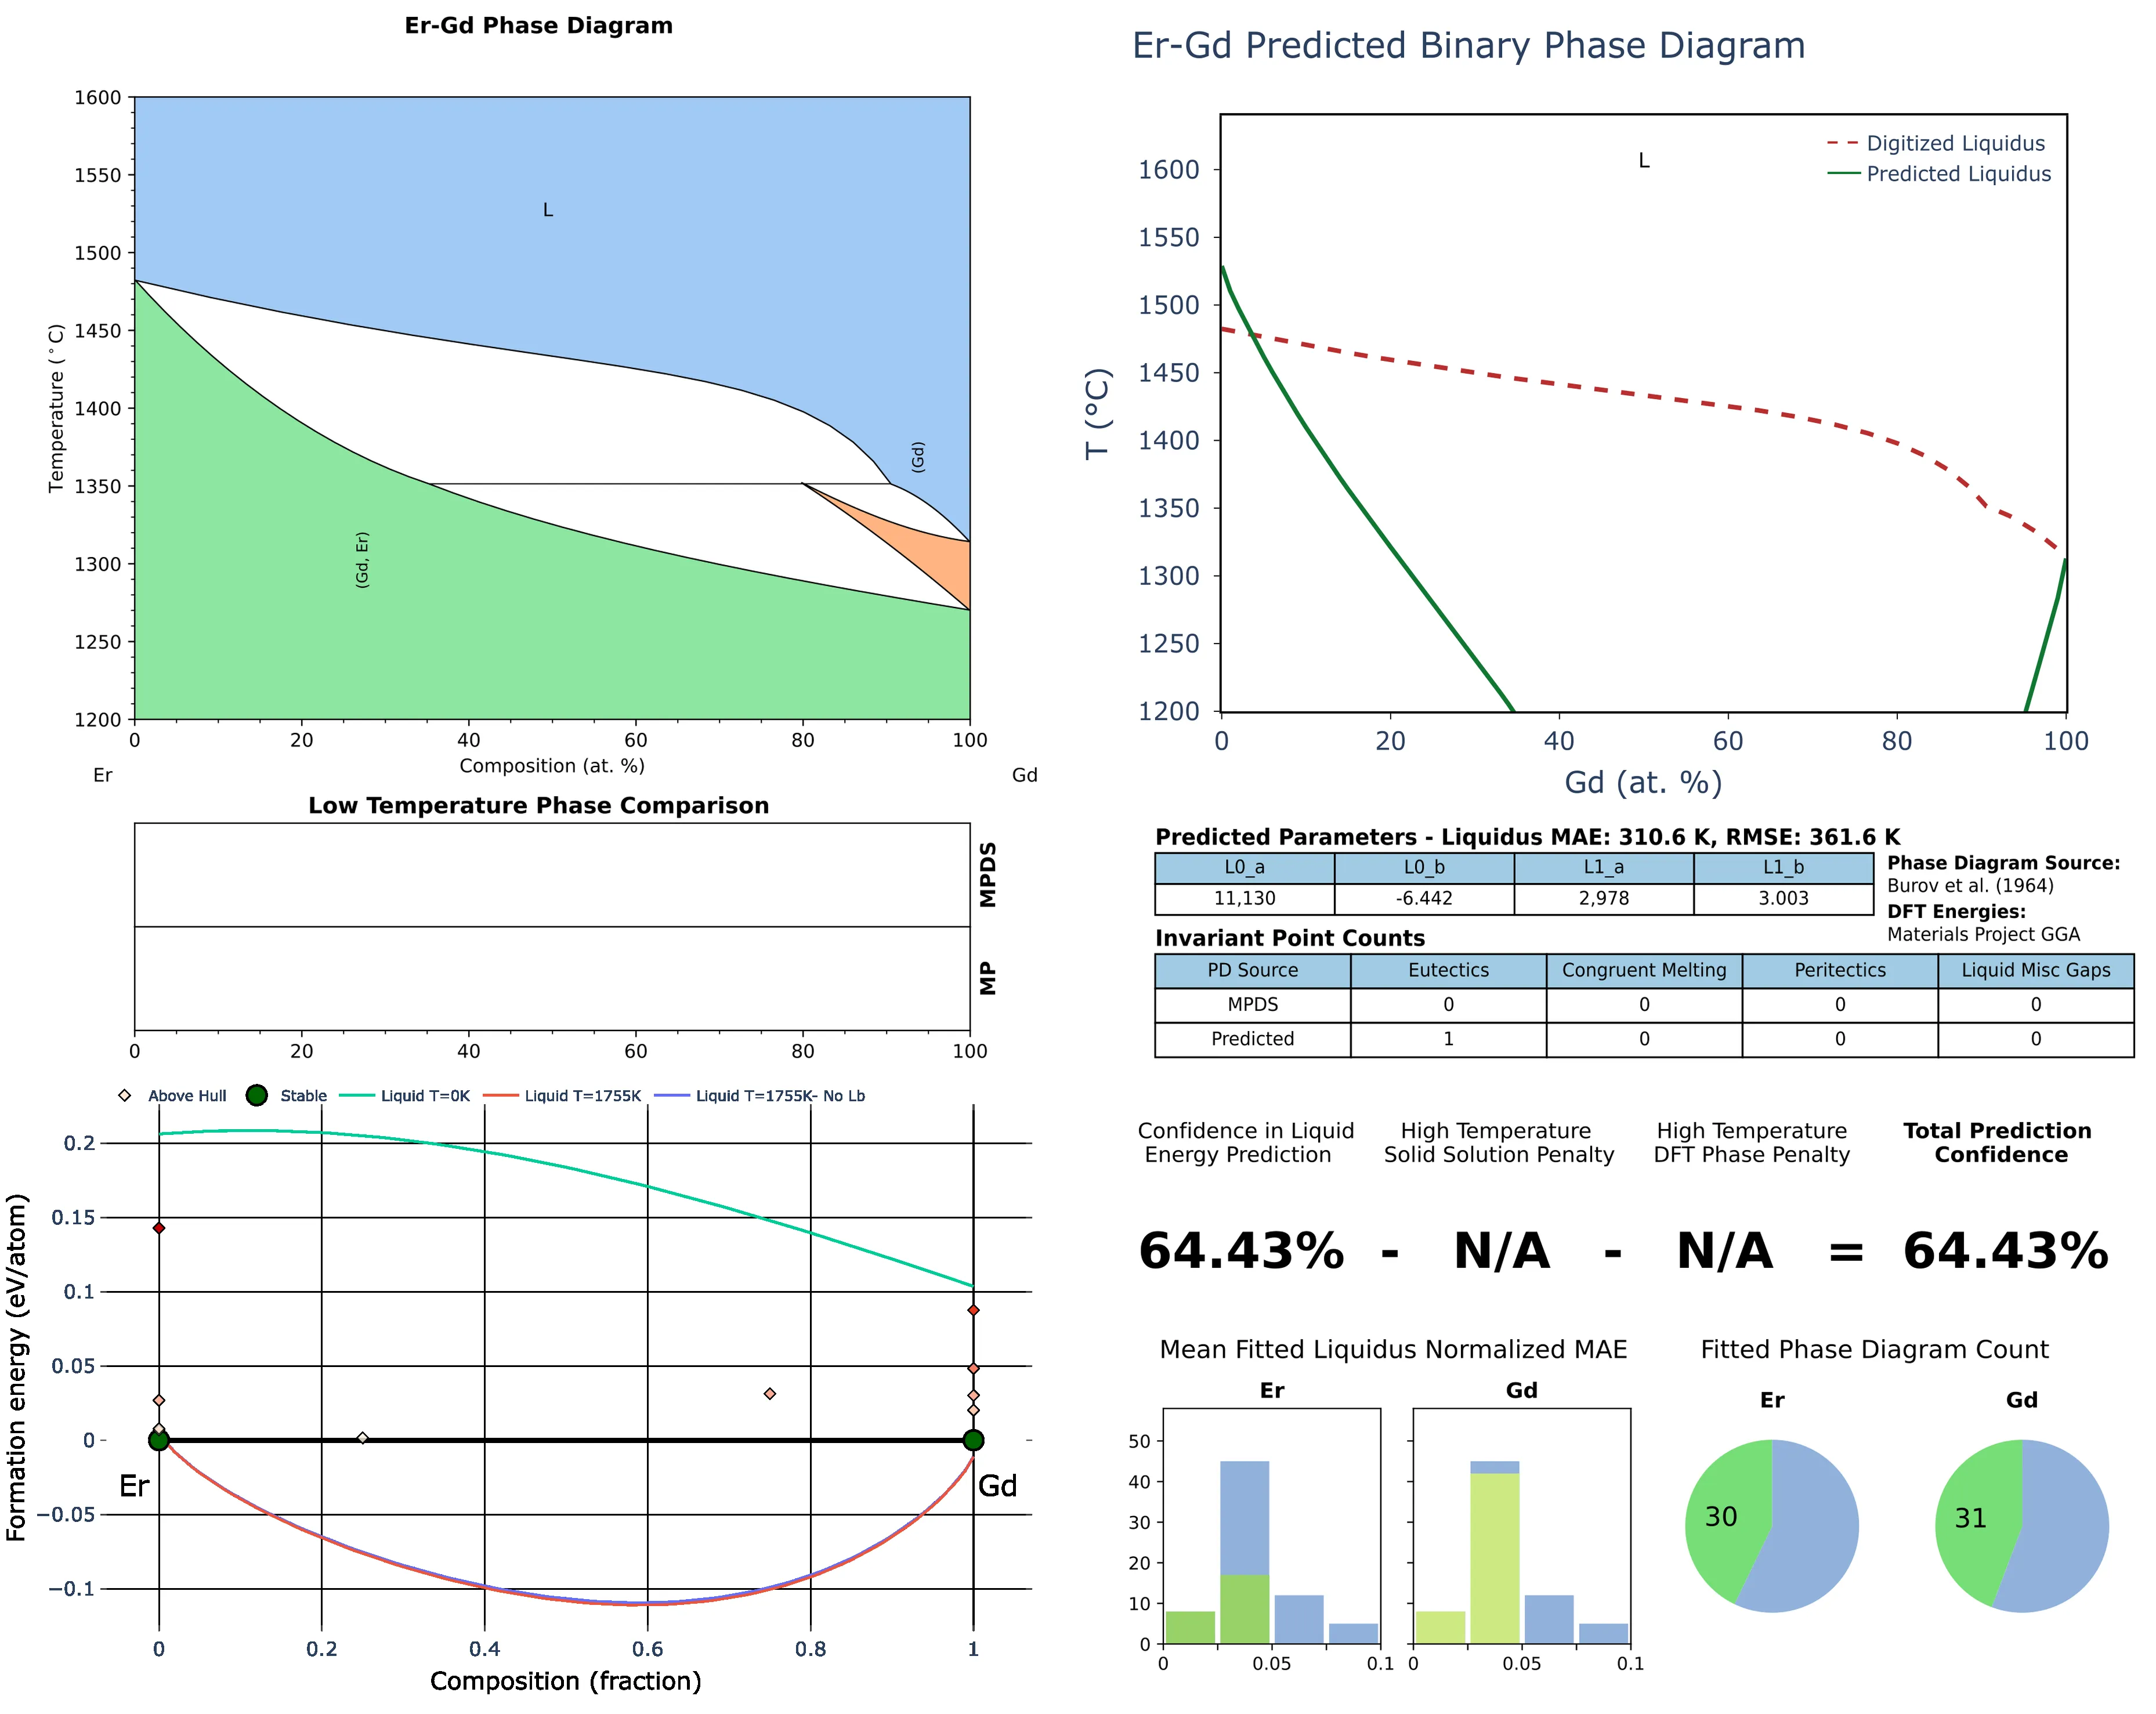 Er-Gd Phase Diagram
1600
1550
1500
1450
1400
1350
1300
1250
1200
Temperature (°C)
L
(Gd)
(Gd, Er)
0
20
40
60
80
100
Composition (at. %)
Er
Gd
Low Temperature Phase Comparison
MPDS
MP
0
20
40
60
80
100
Above Hull
Stable
Liquid T=0K
Liquid T=1755K
Liquid T=1755K- No Lb
0.2
0.15
0.1
0.05
0
−0.05
−0.1
Formation energy (eV/atom)
Er
Gd
0
0.2
0.4
0.6
0.8
1
Composition (fraction)
Er-Gd Predicted Binary Phase Diagram
Digitized Liquidus
Predicted Liquidus
L
1600
1550
1500
1450
1400
1350
1300
1250
1200
T (°C)
0
20
40
60
80
100
Gd (at. %)
Predicted Parameters - Liquidus MAE: 310.6 K, RMSE: 361.6 K
L0_a L0_b L1_a L1_b
11,130 -6.442 2,978 3.003
Phase Diagram Source:
Burov et al. (1964)
DFT Energies:
Materials Project GGA
Invariant Point Counts
PD Source Eutectics Congruent Melting Peritectics Liquid Misc Gaps
MPDS 0 0 0 0
Predicted 1 0 0 0
Confidence in Liquid
Energy Prediction
High Temperature
Solid Solution Penalty
High Temperature
DFT Phase Penalty
Total Prediction
Confidence
64.43% - N/A - N/A = 64.43%
Mean Fitted Liquidus Normalized MAE
Er
Gd
50
40
30
20
10
0
0
0.05
0.1
0
0.05
0.1
Fitted Phase Diagram Count
Er
Gd
30
31